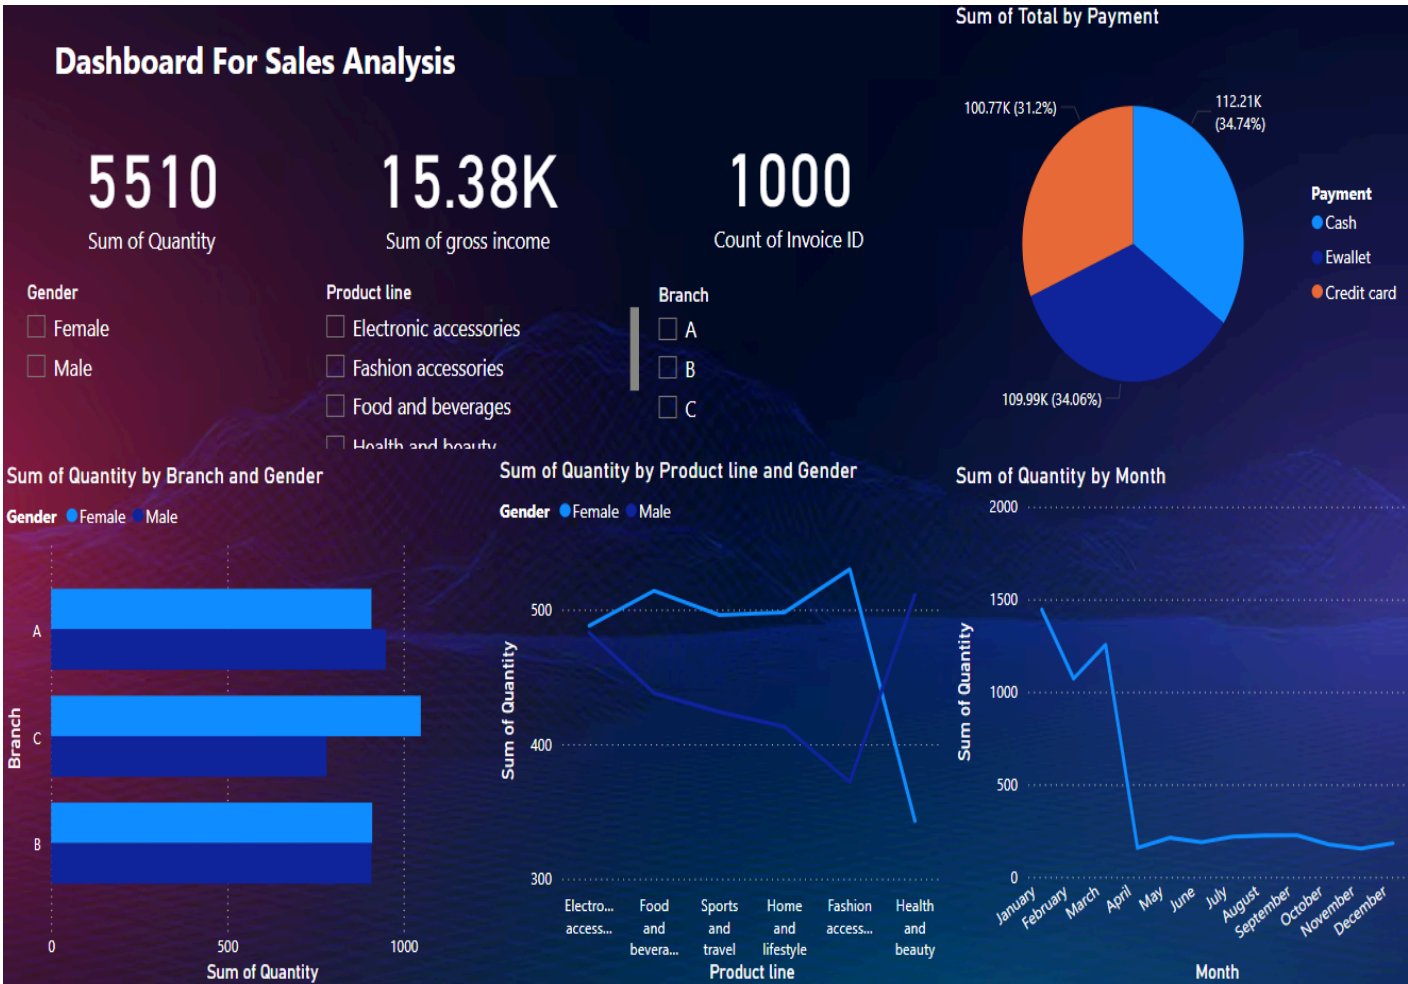 Dashboard For Sales Analysis
5510
Sum of Quantity
15.38K
Sum of gross income
1000
Count of Invoice ID
Sum of Total by Payment
100.77K (31.2%)
112.21K
(34.74%)
109.99K (34.06%)
Payment
Cash
Ewallet
Credit card
Gender
Female
Male
Product line
Electronic accessories
Fashion accessories
Food and beverages
Health and beauty
Branch
A
B
C
Sum of Quantity by Branch and Gender
Gender Female Male
Branch
A
C
B
0 500 1000
Sum of Quantity
Sum of Quantity by Product line and Gender
Gender Female Male
Sum of Quantity
500
400
300
Electro... access...
Food and bevera...
Sports and travel
Home and lifestyle
Fashion access...
Health and beauty
Product line
Sum of Quantity by Month
Sum of Quantity
2000
1500
1000
500
0
January
February
March
April
May
June
July
August
September
October
November
December
Month